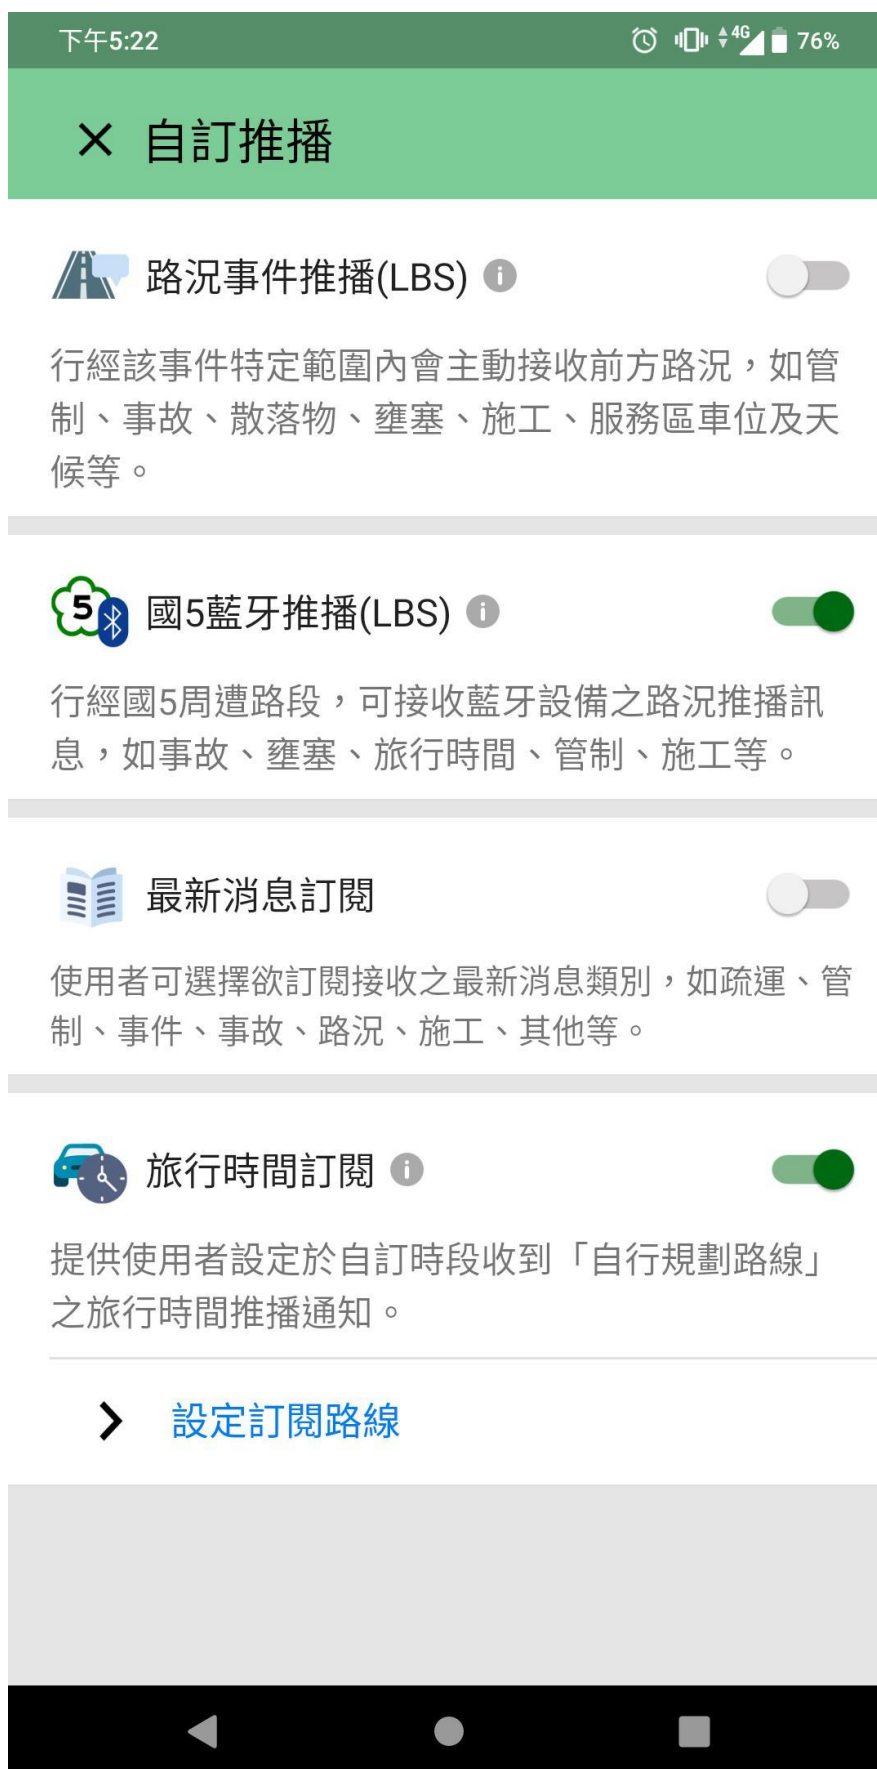 下午5:22
4G
76%
自訂推播
路況事件推播(LBS)
行經該事件特定範圍內會主動接收前方路況，如管
制、事故、散落物、壅塞、施工、服務區車位及天
候等。
5
國5藍牙推播(LBS)
行經國5周遭路段，可接收藍牙設備之路況推播訊
息，如事故、壅塞、旅行時間、管制、施工等。
最新消息訂閱
使用者可選擇欲訂閱接收之最新消息類別，如疏運、管
制、事件、事故、路況、施工、其他等。
旅行時間訂閱
提供使用者設定於自訂時段收到「自行規劃路線」
之旅行時間推播通知。
設定訂閱路線